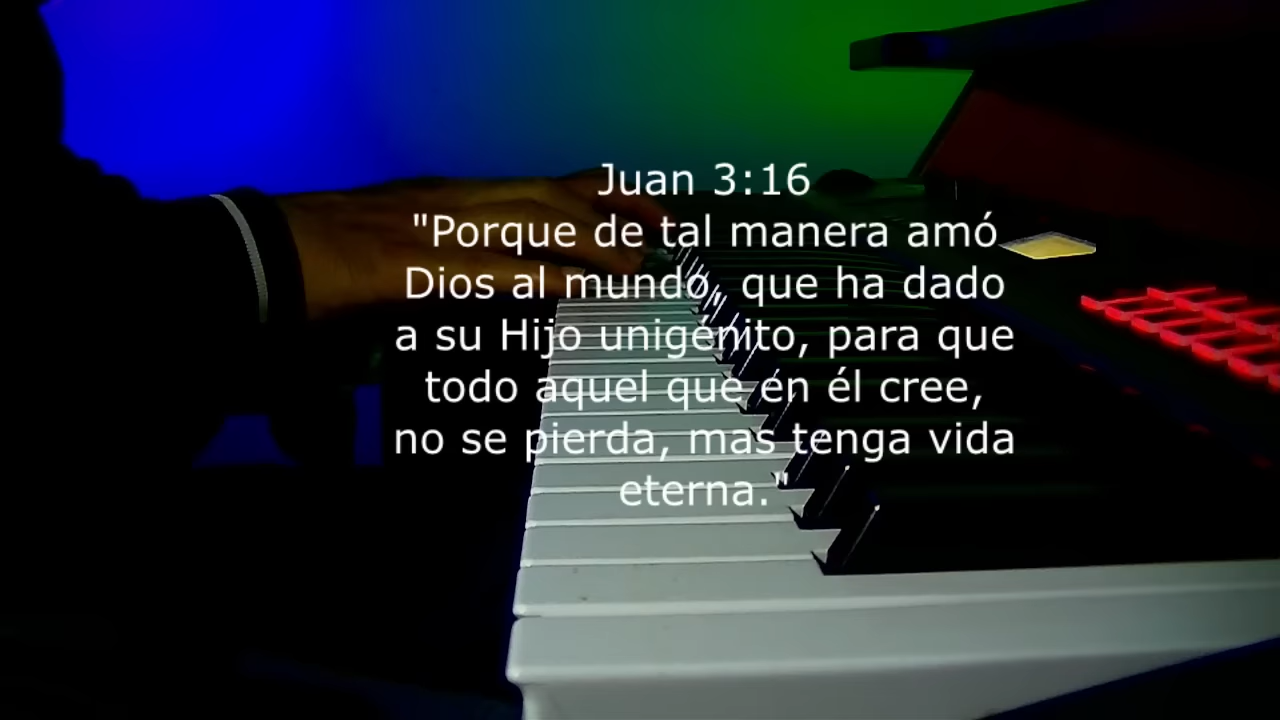 Juan 3:16
"Porque de tal manera amó
Dios al mundo, que ha dado
a su Hijo unigénito, para que
todo aquel que en él cree,
no se pierda, mas tenga vida
eterna."